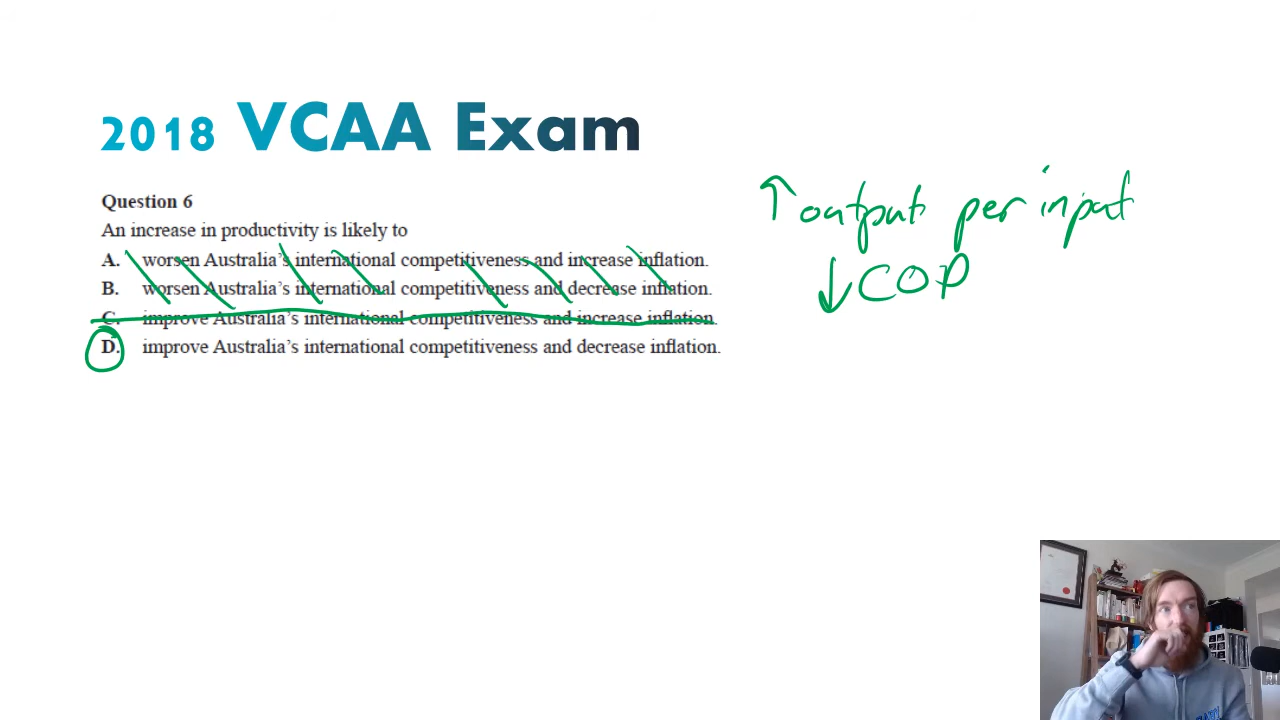 2018 VCAA Exam
Question 6
An increase in productivity is likely to
A. worsen Australia's international competitiveness and increase inflation.
B. worsen Australia's international competitiveness and decrease inflation.
C. improve Australia's international competitiveness and increase inflation.
D. improve Australia's international competitiveness and decrease inflation.
↑ output per input
↓ COP